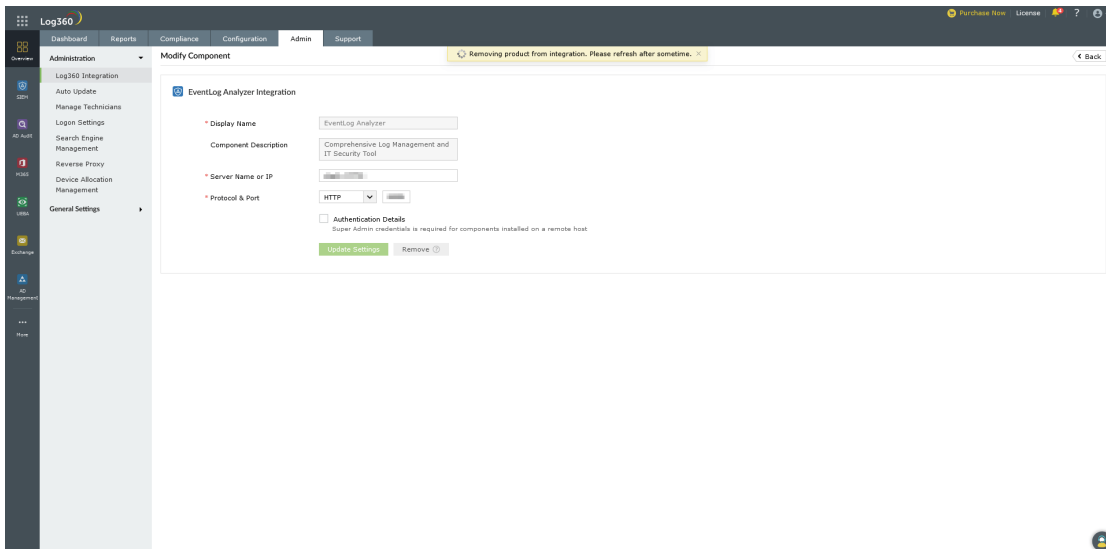 Log360
Purchase Now License 4 ?
Dashboard Reports Compliance Configuration Admin Support
Overview
SIEM
AD Audit
M365
UEBA
Exchange
AD
Management
More
Administration
Log360 Integration
Auto Update
Manage Technicians
Logon Settings
Search Engine
Management
Reverse Proxy
Device Allocation
Management
General Settings
Modify Component
Removing product from integration. Please refresh after sometime. ×
Back
EventLog Analyzer Integration
* Display Name EventLog Analyzer
Component Description Comprehensive Log Management and
IT Security Tool
* Server Name or IP
* Protocol & Port HTTP
Authentication Details
Super Admin credentials is required for components installed on a remote host
Update Settings Remove ?